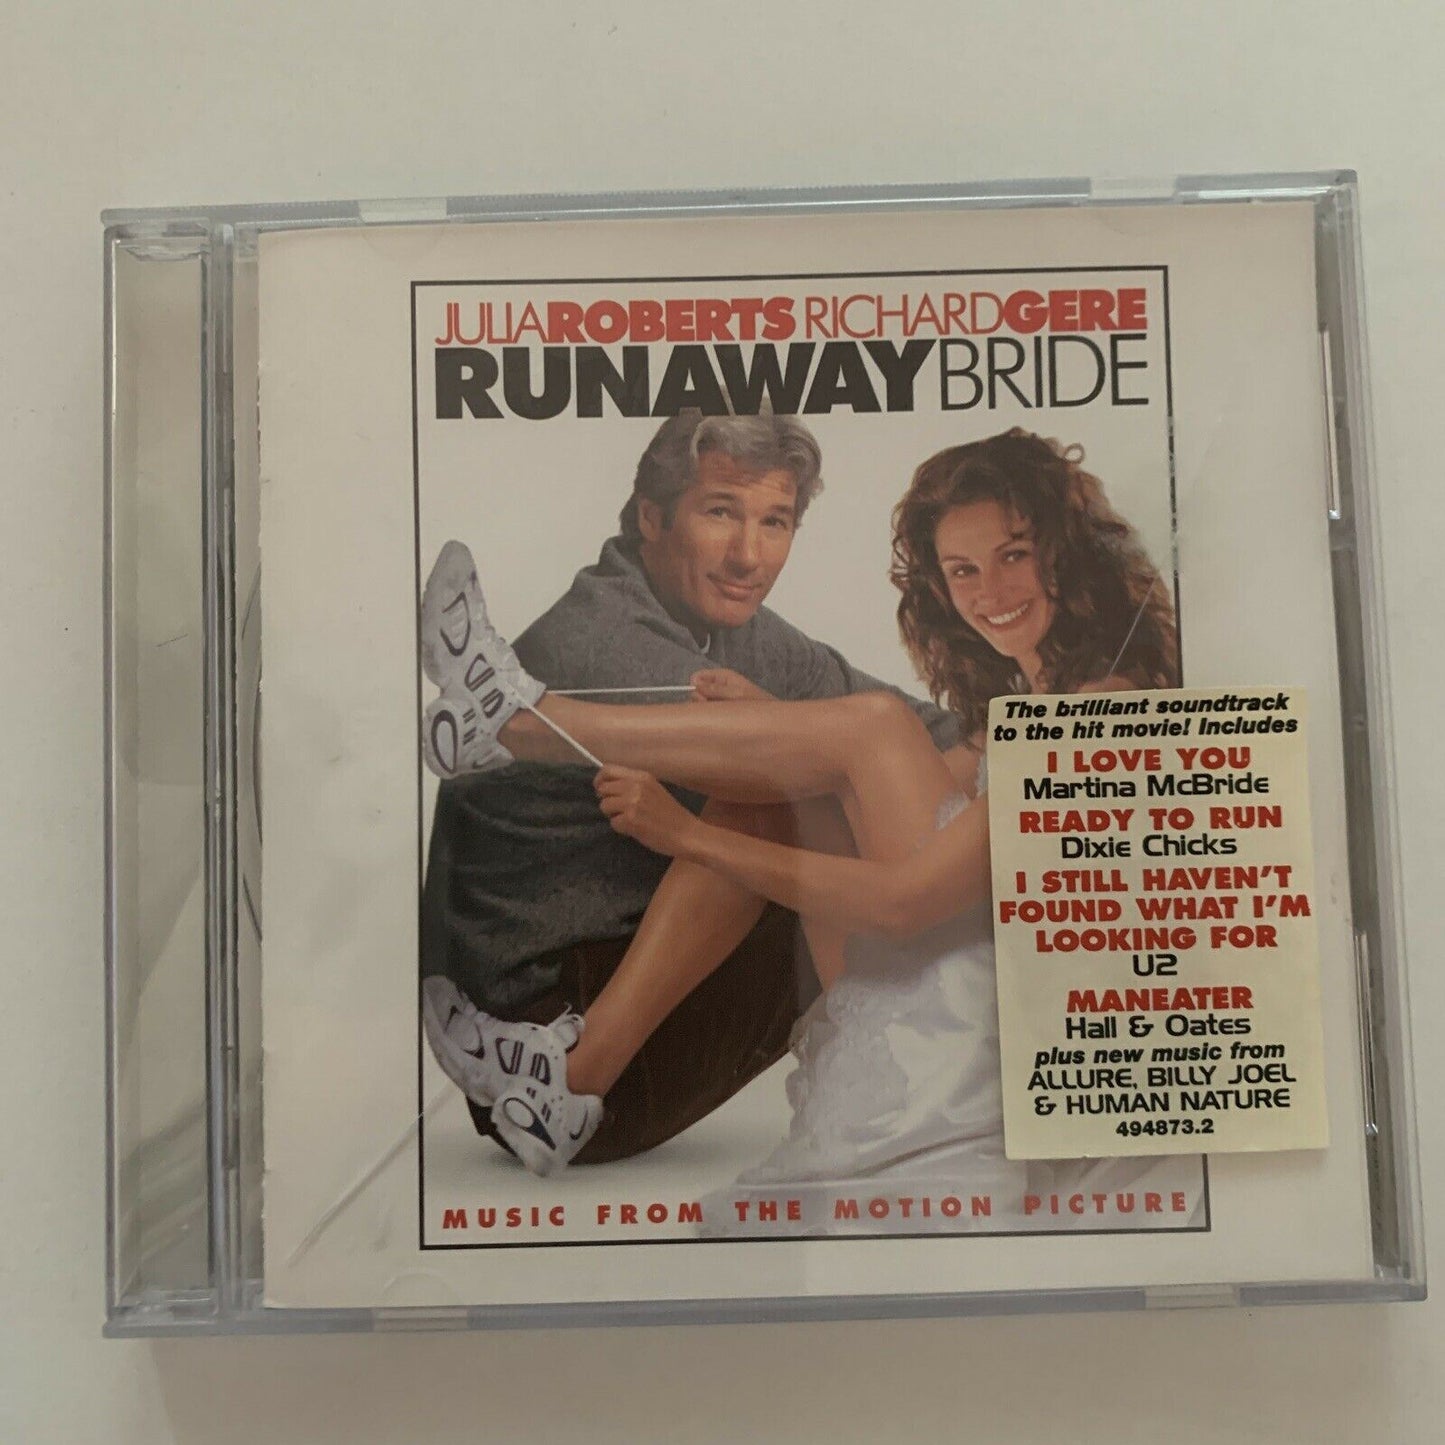 JULIAROBERTS RICHARDGERE
RUNAWAYBRIDE
The brilliant soundtrack
to the hit movie! Includes
I LOVE YOU
Martina McBride
READY TO RUN
Dixie Chicks
I STILL HAVEN'T
FOUND WHAT I'M
LOOKING FOR
U2
MANEATER
Hall & Oates
plus new music from
ALLURE, BILLY JOEL
& HUMAN NATURE
494873.2
MUSIC FROM THE MOTION PICTURE